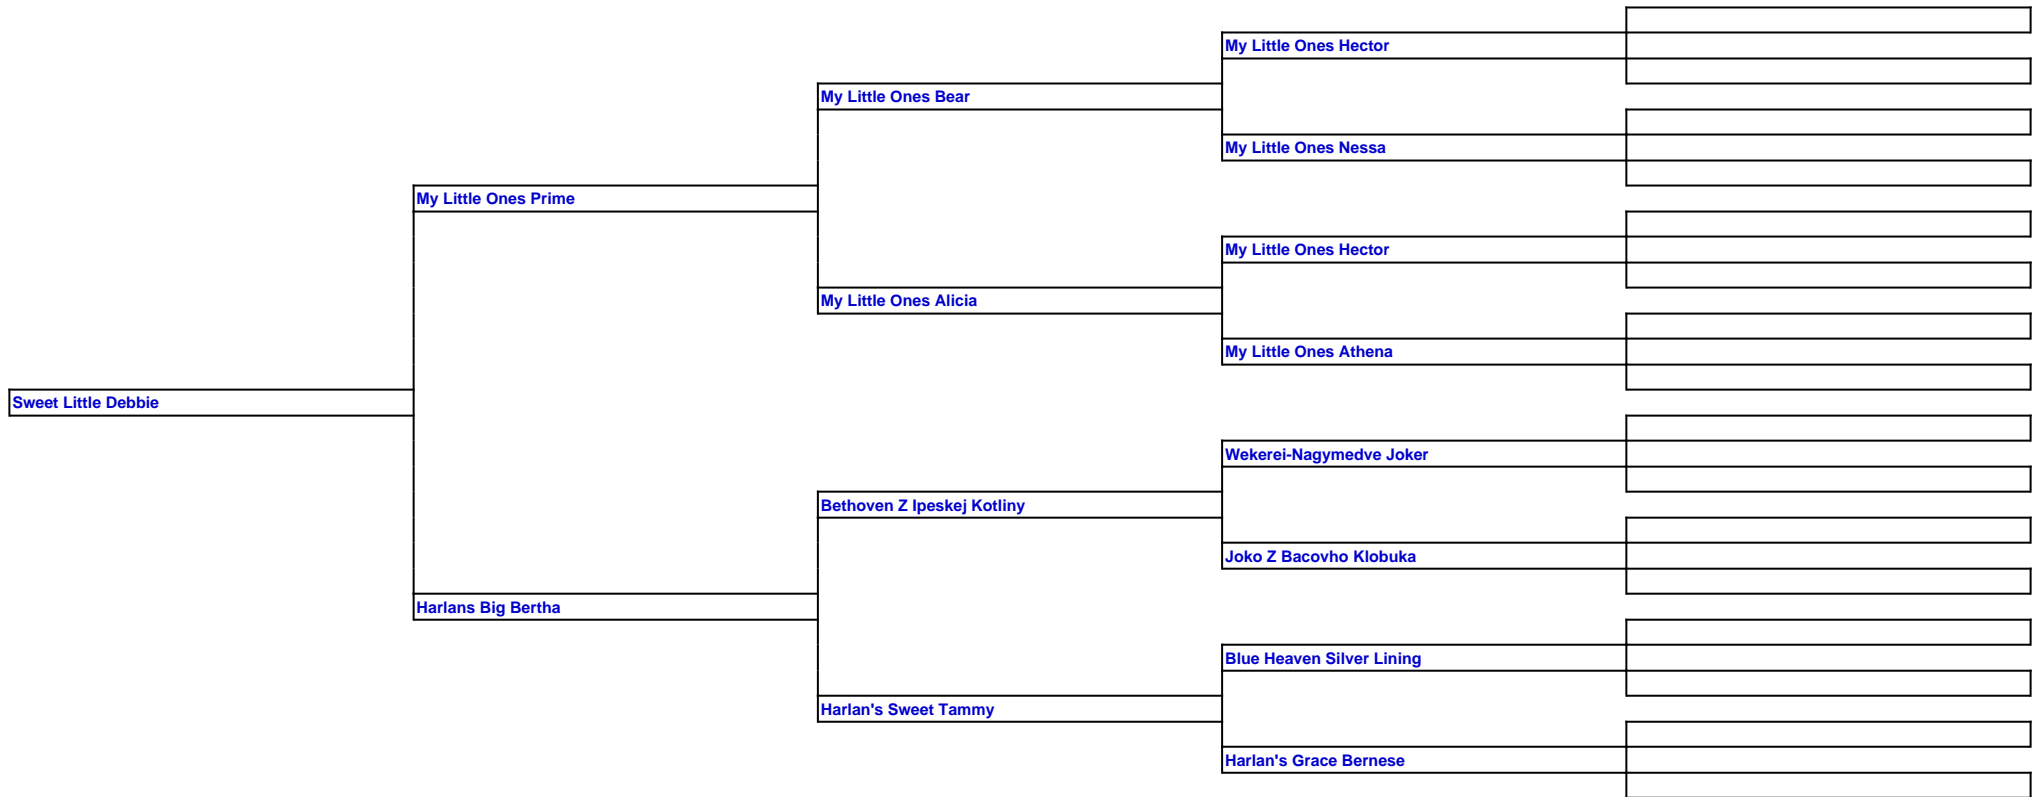 My Little Ones Hector
My Little Ones Bear
My Little Ones Nessa
My Little Ones Prime
My Little Ones Hector
My Little Ones Alicia
My Little Ones Athena
Sweet Little Debbie
Wekerei-Nagymedve Joker
Bethoven Z Ipeskej Kotliny
Joko Z Bacovho Klobuka
Harlans Big Bertha
Blue Heaven Silver Lining
Harlan's Sweet Tammy
Harlan's Grace Bernese